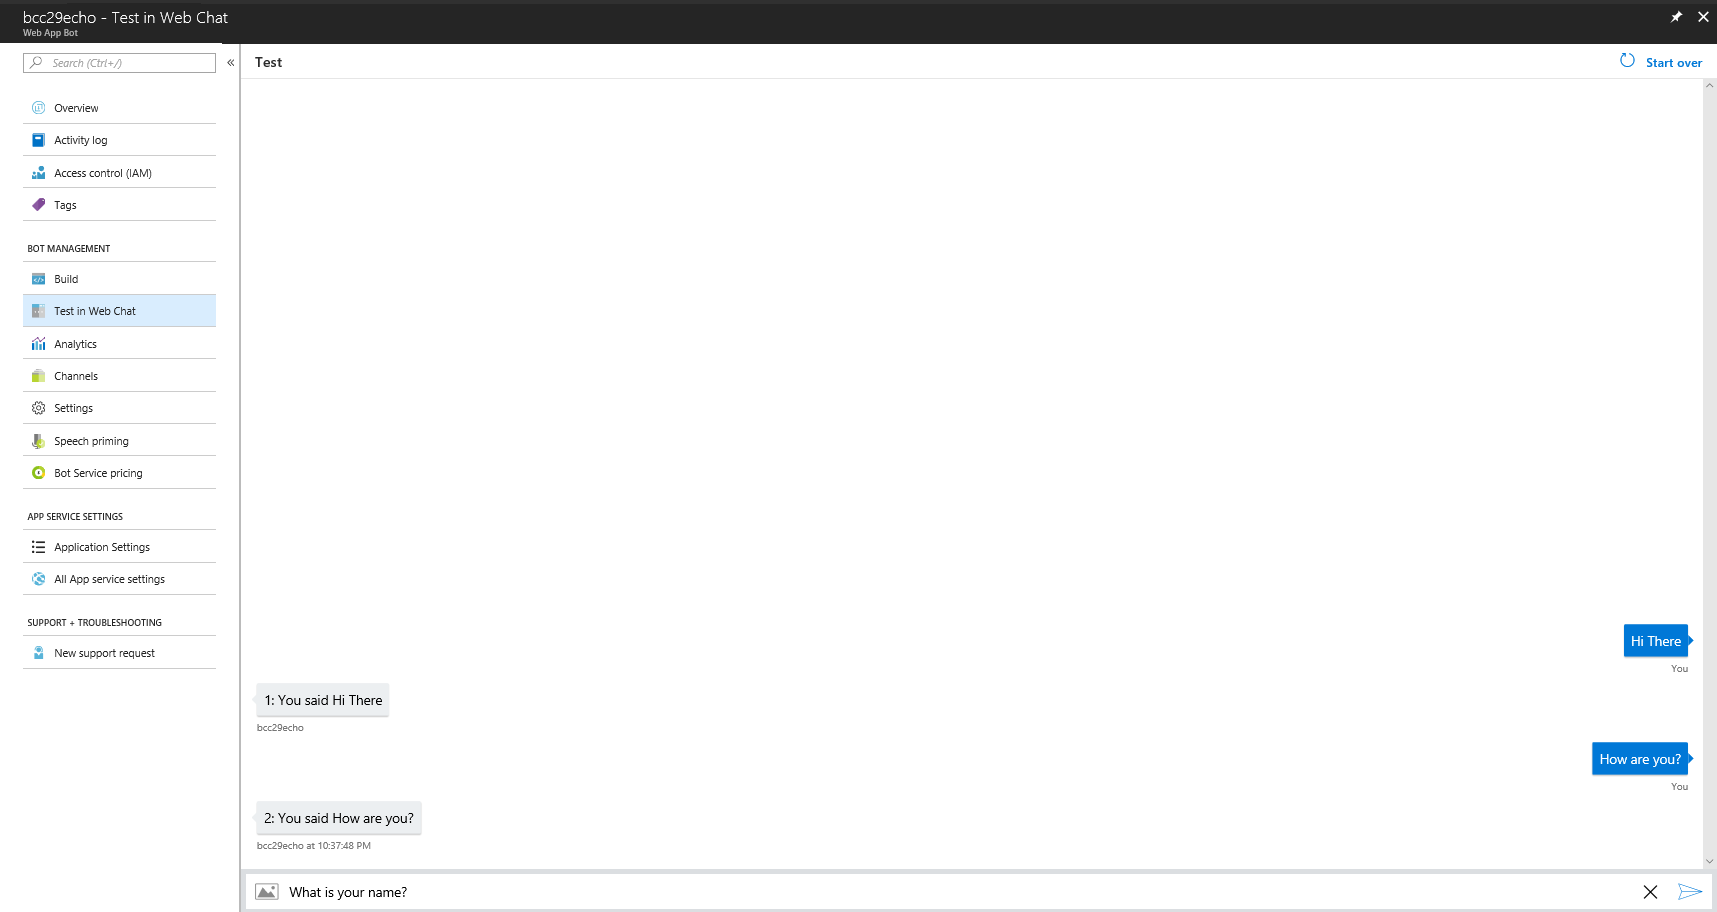 bcc29echo - Test in Web Chat
Web App Bot
Search (Ctrl+/)
«
Overview
Activity log
Access control (IAM)
Tags
BOT MANAGEMENT
Build
Test in Web Chat
Analytics
Channels
Settings
Speech priming
Bot Service pricing
APP SERVICE SETTINGS
Application Settings
All App service settings
SUPPORT + TROUBLESHOOTING
New support request
Test
Start over
Hi There
You
1: You said Hi There
bcc29echo
How are you?
You
2: You said How are you?
bcc29echo at 10:37:48 PM
What is your name?